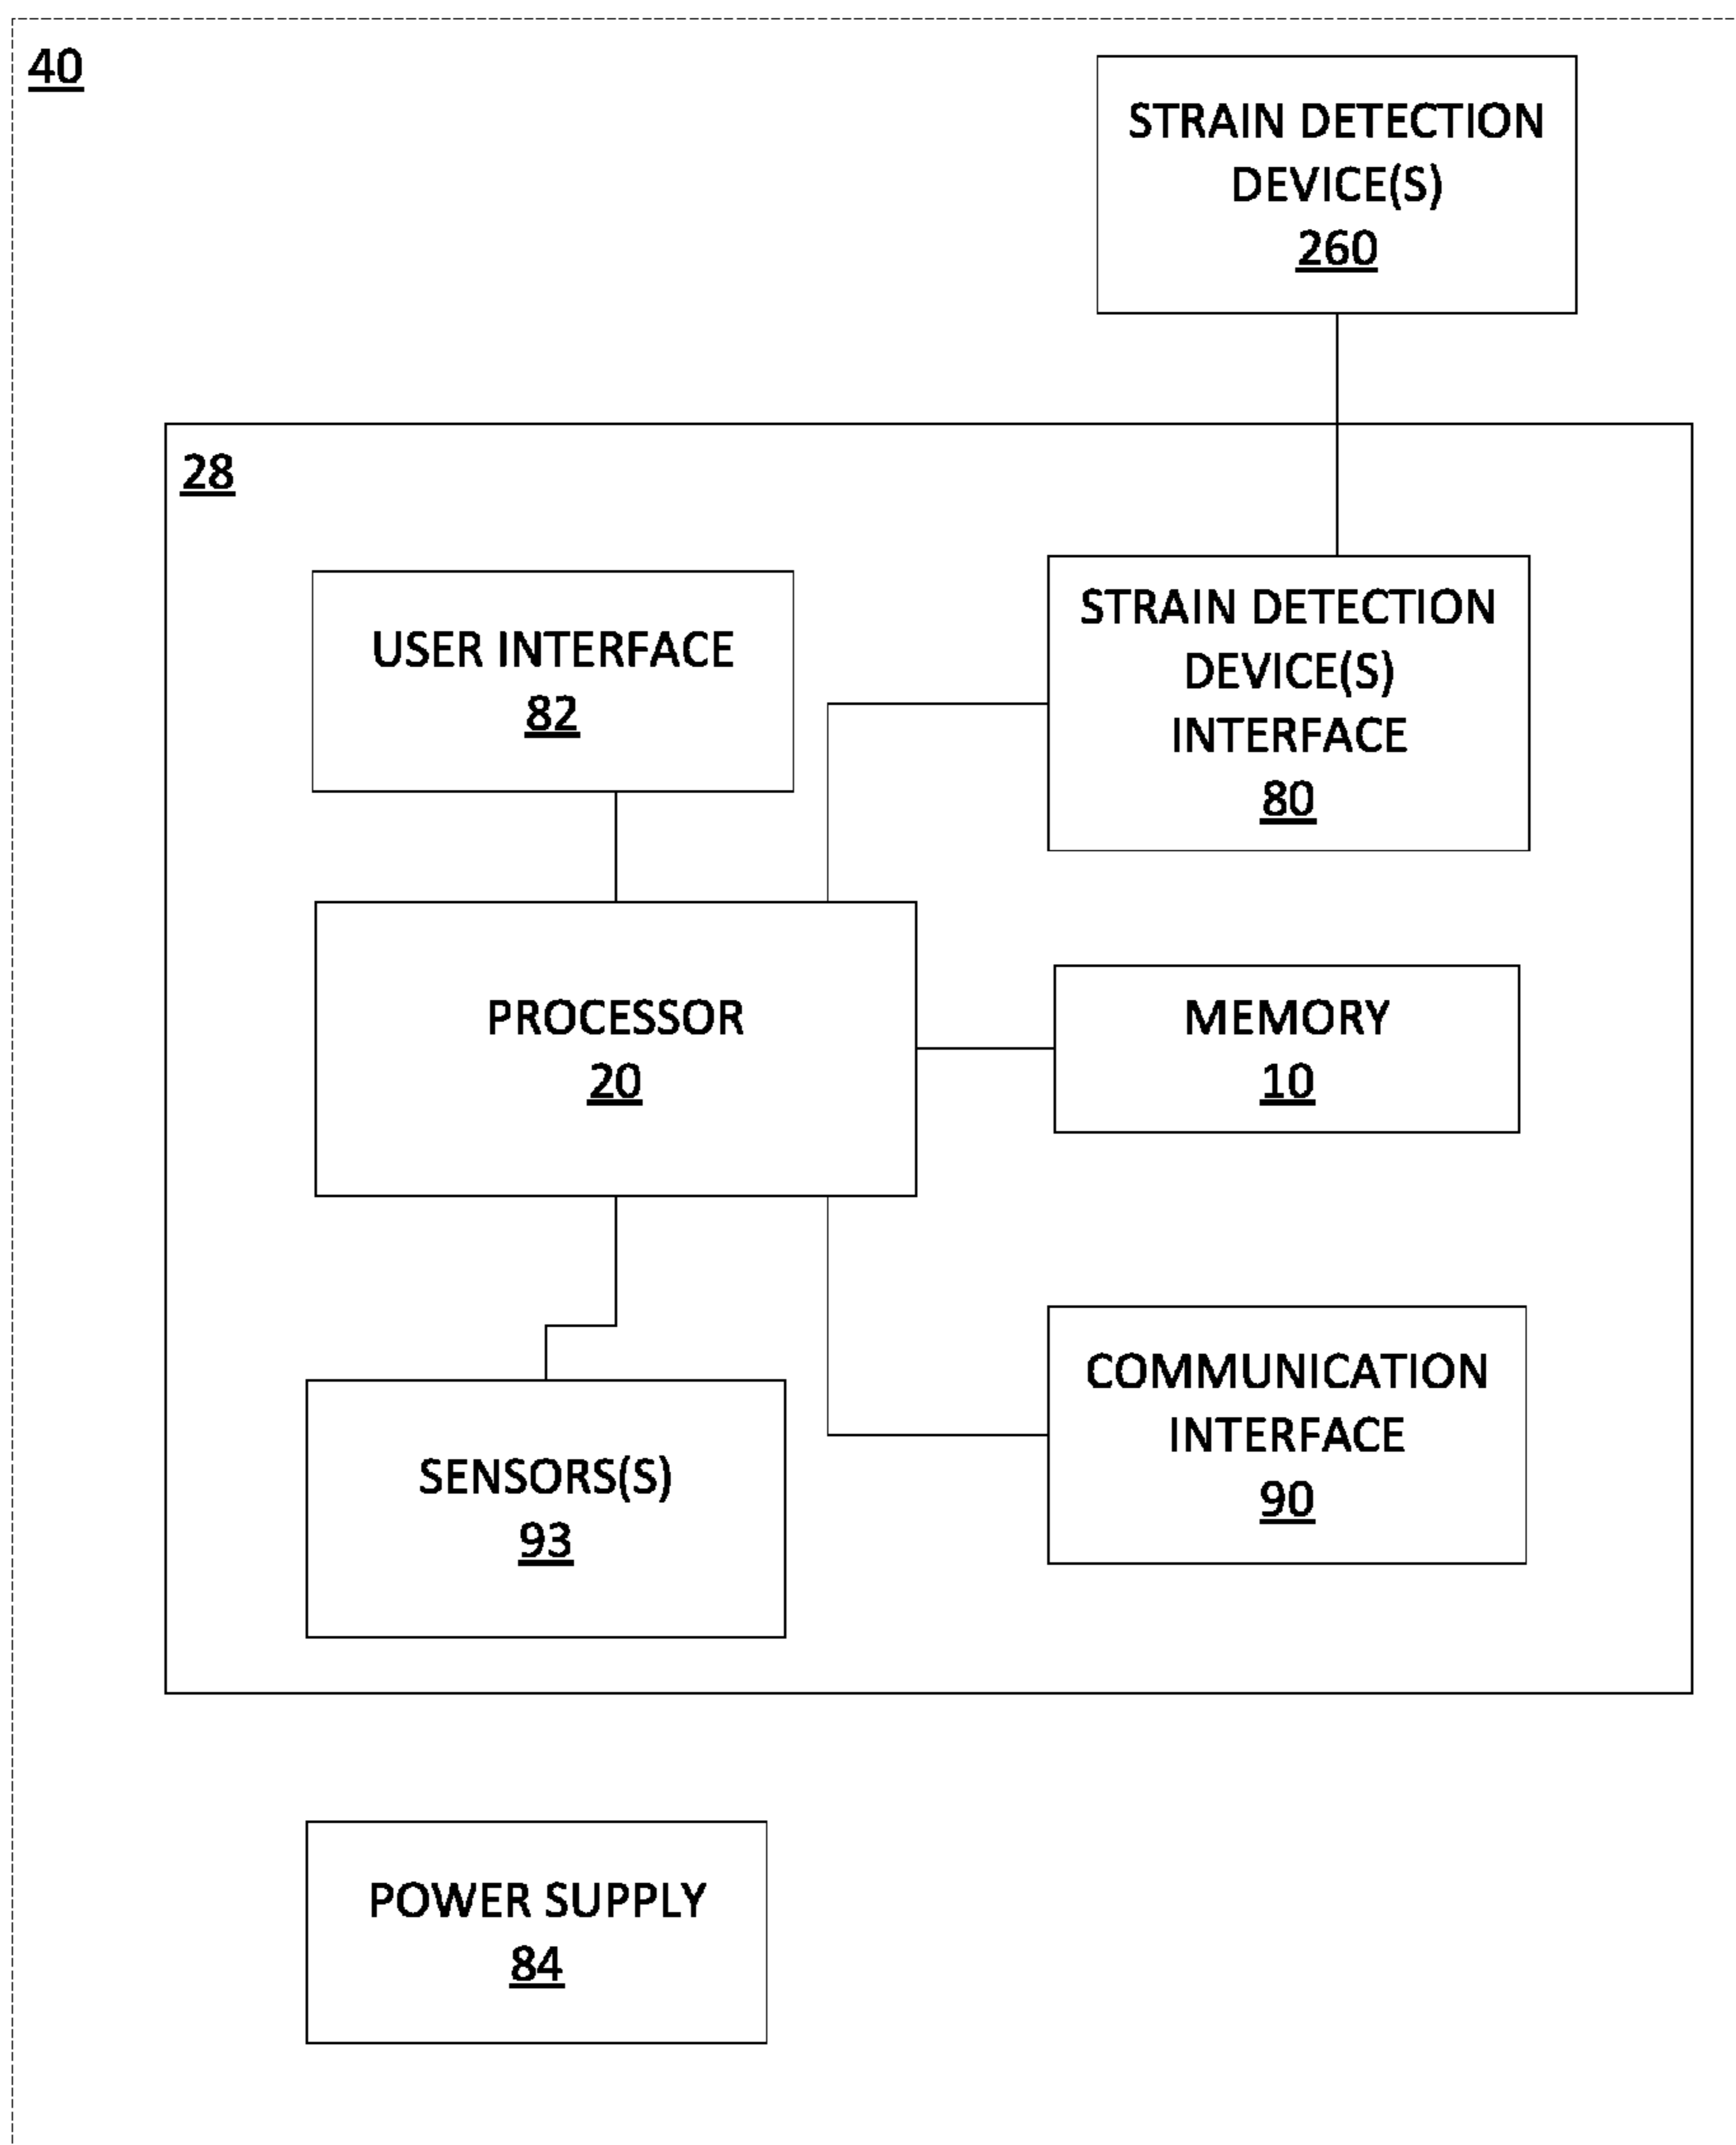 40
STRAIN DETECTION
DEVICE(S)
260
28
USER INTERFACE
82
STRAIN DETECTION
DEVICE(S)
INTERFACE
80
PROCESSOR
20
MEMORY
10
SENSORS(S)
93
COMMUNICATION
INTERFACE
90
POWER SUPPLY
84